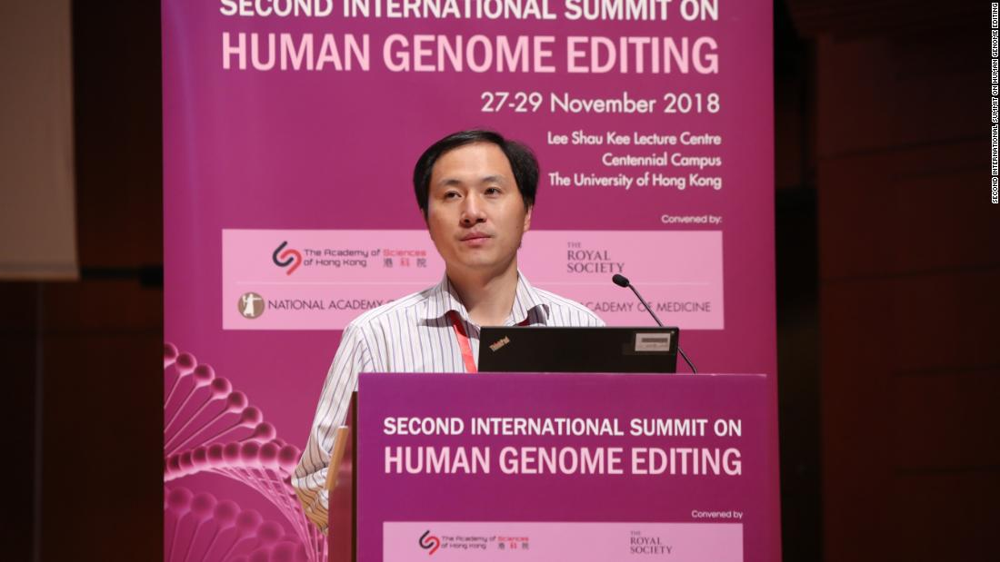 SECOND INTERNATIONAL SUMMIT ON
HUMAN GENOME EDITING
27-29 November 2018
Lee Shau Kee Lecture Centre
Centennial Campus
The University of Hong Kong
Convened by:
The Academy of Sciences
of Hong Kong 港科院
THE
ROYAL
SOCIETY
NATIONAL ACADEMY
ACADEMY OF MEDICINE
ThinkPad
SECOND INTERNATIONAL SUMMIT ON
HUMAN GENOME EDITING
Convened by
The Academy of Sciences
of Hong Kong 港科院
THE
ROYAL
SOCIETY
SECOND INTERNATIONAL SUMMIT ON HUMAN GENOME EDITING